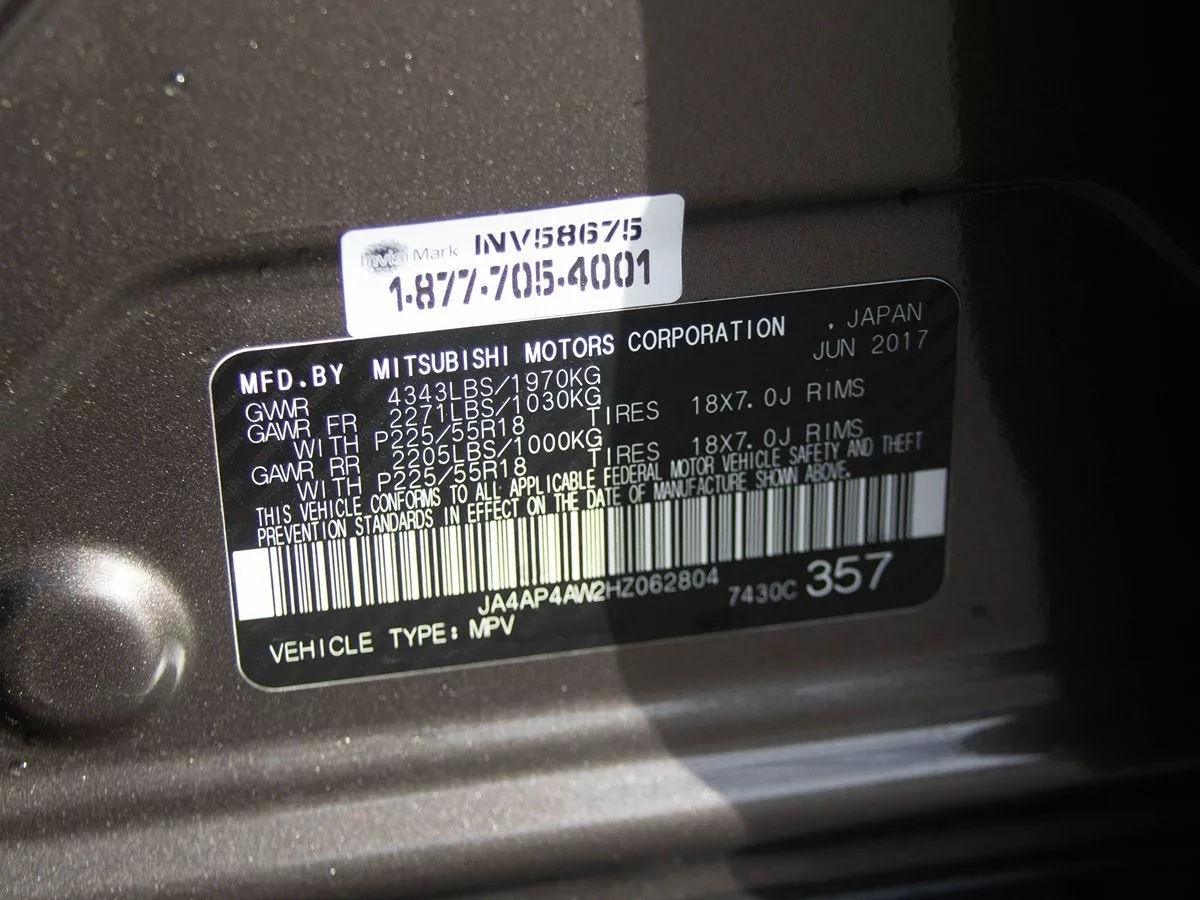 InvisiMark INV58675
1-877-705-4001
MFD.BY MITSUBISHI MOTORS CORPORATION , JAPAN
GVWR 4343LBS/1970KG JUN 2017
GAWR FR 2271LBS/1030KG
WITH P225/55R18 TIRES 18X7.0J RIMS
GAWR RR 2205LBS/1000KG
WITH P225/55R18 TIRES 18X7.0J RIMS
THIS VEHICLE CONFORMS TO ALL APPLICABLE FEDERAL MOTOR VEHICLE SAFETY AND THEFT
PREVENTION STANDARDS IN EFFECT ON THE DATE OF MANUFACTURE SHOWN ABOVE.
JA4AP4AW2HZ062804 7430C 357
VEHICLE TYPE: MPV